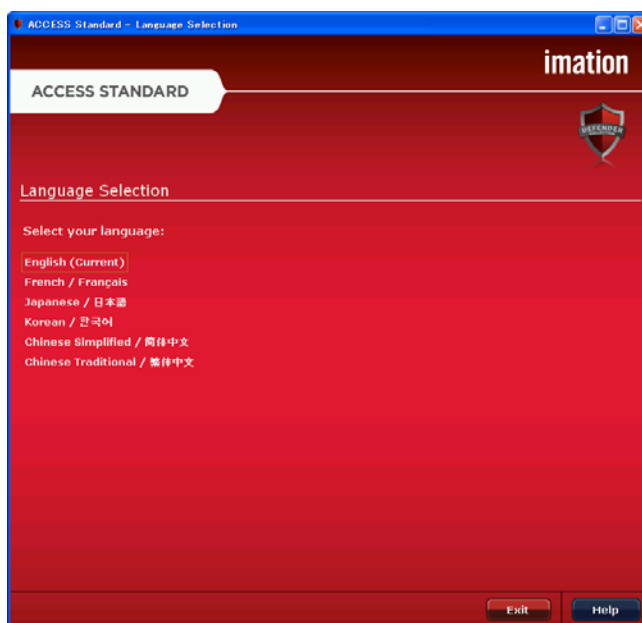 ACCESS Standard - Language Selection
imation
ACCESS STANDARD
DEFENDER
Language Selection
Select your language:
English (Current)
French / Français
Japanese / 日本語
Korean / 한국어
Chinese Simplified / 简体中文
Chinese Traditional / 繁体中文
Exit
Help